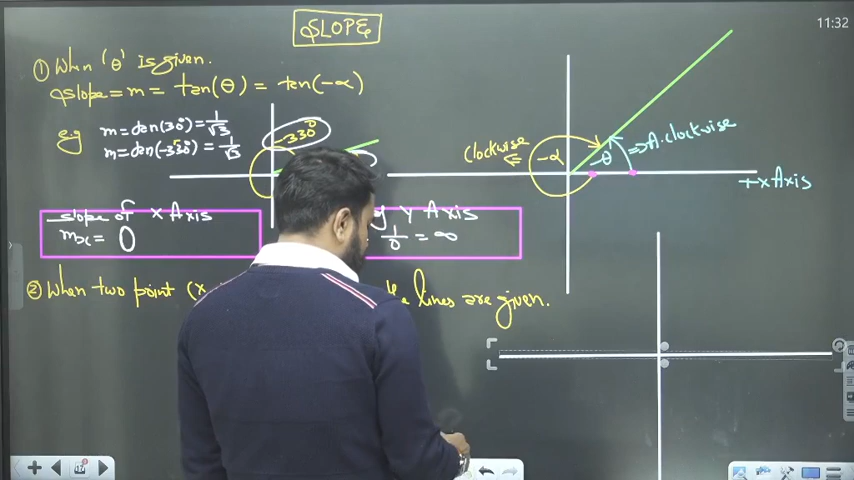 SLOPE
11:32
① When 'θ' is given.
slope = m = tan(θ) = tan(-α)
e.g m = tan(30°) = 1/√3
m = tan(-330°) = 1/√3
-330°
Clockwise
-α
θ
A.clockwise
+x Axis
slope of x Axis
mx = 0
y Axis
1/0 = ∞
② When two point (x
lines are given.
17